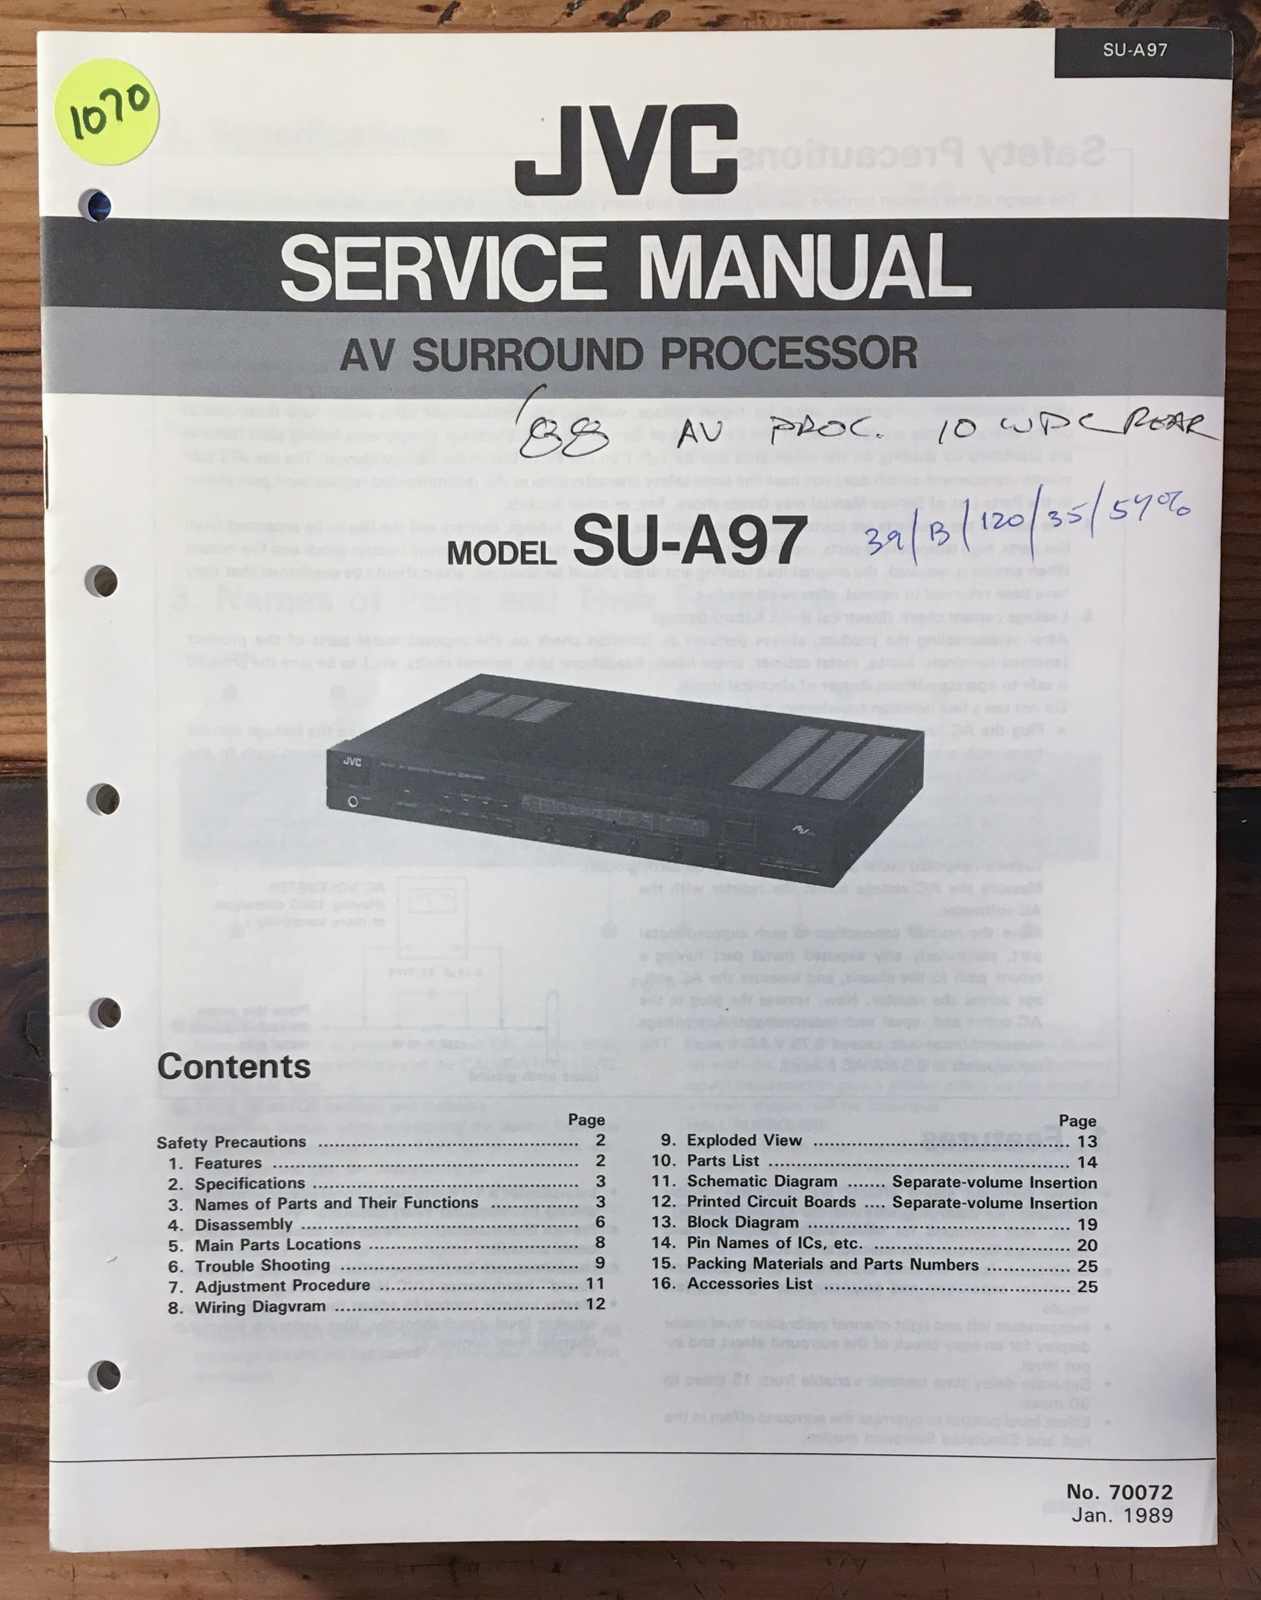 SU-A97
1070
JVC
SERVICE MANUAL
AV SURROUND PROCESSOR
'88 AV PROC. 10 WPC REAR
MODEL SU-A97
39/B/120/35/54%
JVC
Contents
Page
Safety Precautions ........ 2
1. Features ........ 2
2. Specifications ........ 3
3. Names of Parts and Their Functions ........ 3
4. Disassembly ........ 6
5. Main Parts Locations ........ 8
6. Trouble Shooting ........ 9
7. Adjustment Procedure ........ 11
8. Wiring Diagvram ........ 12
Page
9. Exploded View ........ 13
10. Parts List ........ 14
11. Schematic Diagram ....... Separate-volume Insertion
12. Printed Circuit Boards .... Separate-volume Insertion
13. Block Diagram ........ 19
14. Pin Names of ICs, etc. ........ 20
15. Packing Materials and Parts Numbers ........ 25
16. Accessories List ........ 25
No. 70072
Jan. 1989